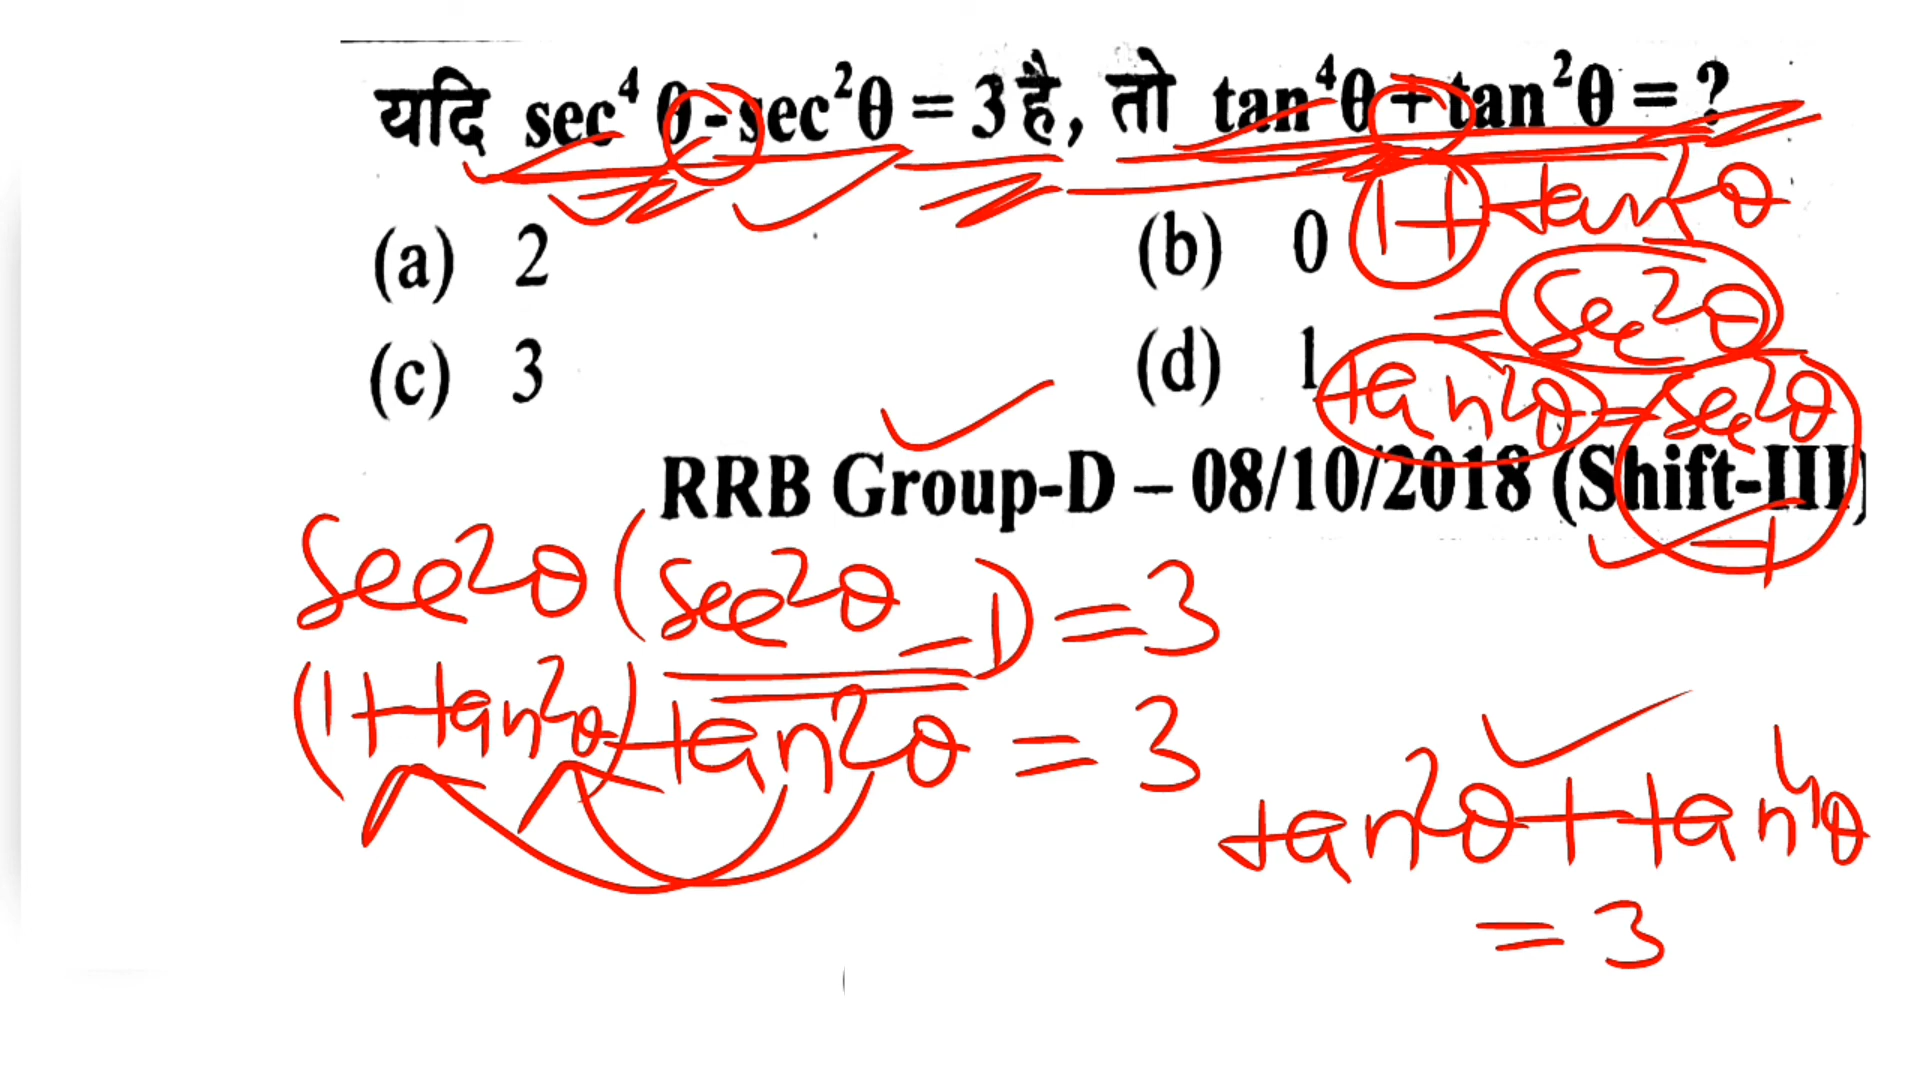 यदि sec⁴ θ - sec²θ = 3 है, तो tan⁴θ + tan²θ = ?
(a) 2 (b) 0
(c) 3 (d) 1
RRB Group-D – 08/10/2018 (Shift-III)
1 + tan²θ
= sec²θ
tan²θ = sec²θ
- 1
sec²θ (sec²θ - 1) = 3
(1 + tan²θ) tan²θ = 3
tan²θ + tan⁴θ
= 3